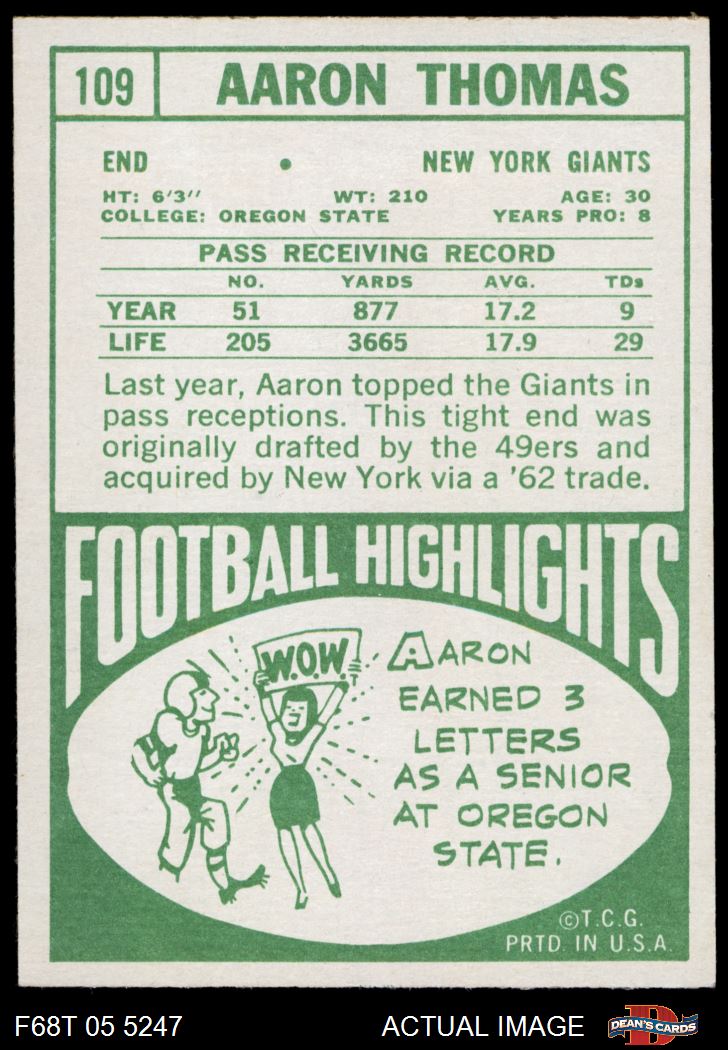 109 AARON THOMAS
END • NEW YORK GIANTS
HT: 6'3" WT: 210 AGE: 30
COLLEGE: OREGON STATE YEARS PRO: 8
PASS RECEIVING RECORD
NO. YARDS AVG. TDs
YEAR 51 877 17.2 9
LIFE 205 3665 17.9 29
Last year, Aaron topped the Giants in
pass receptions. This tight end was
originally drafted by the 49ers and
acquired by New York via a '62 trade.
FOOTBALL HIGHLIGHTS
W.O.W.
AARON
EARNED 3
LETTERS
AS A SENIOR
AT OREGON
STATE.
©T.C.G.
PRTD. IN U.S.A.
F68T 05 5247 ACTUAL IMAGE DEAN'S CARDS